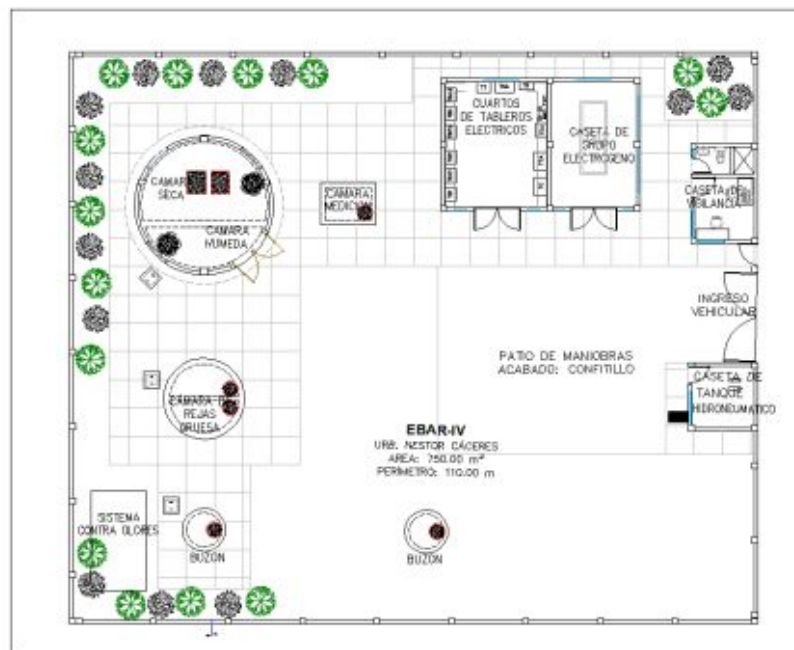 CUARTOS
DE TABLEROS
ELECTRICOS
CASETA DE
GRUPO
ELECTROGENO
CAMARA
SECA
CAMARA
MEDICION
CASETA DE
VIGILANCIA
CAMARA
HUMEDA
INGRESO
VEHICULAR
PATIO DE MANIOBRAS
ACABADO: CONFITILLO
CASETA DE
TANQUE
HIDRONEUMATICO
CAMARA DE
REJAS
GRUESA
EBAR-IV
URB. NESTOR CÁCERES
AREA: 750.00 m²
PERÍMETRO: 110.00 m
SISTEMA
CONTRA OLORES
BUZON
BUZON